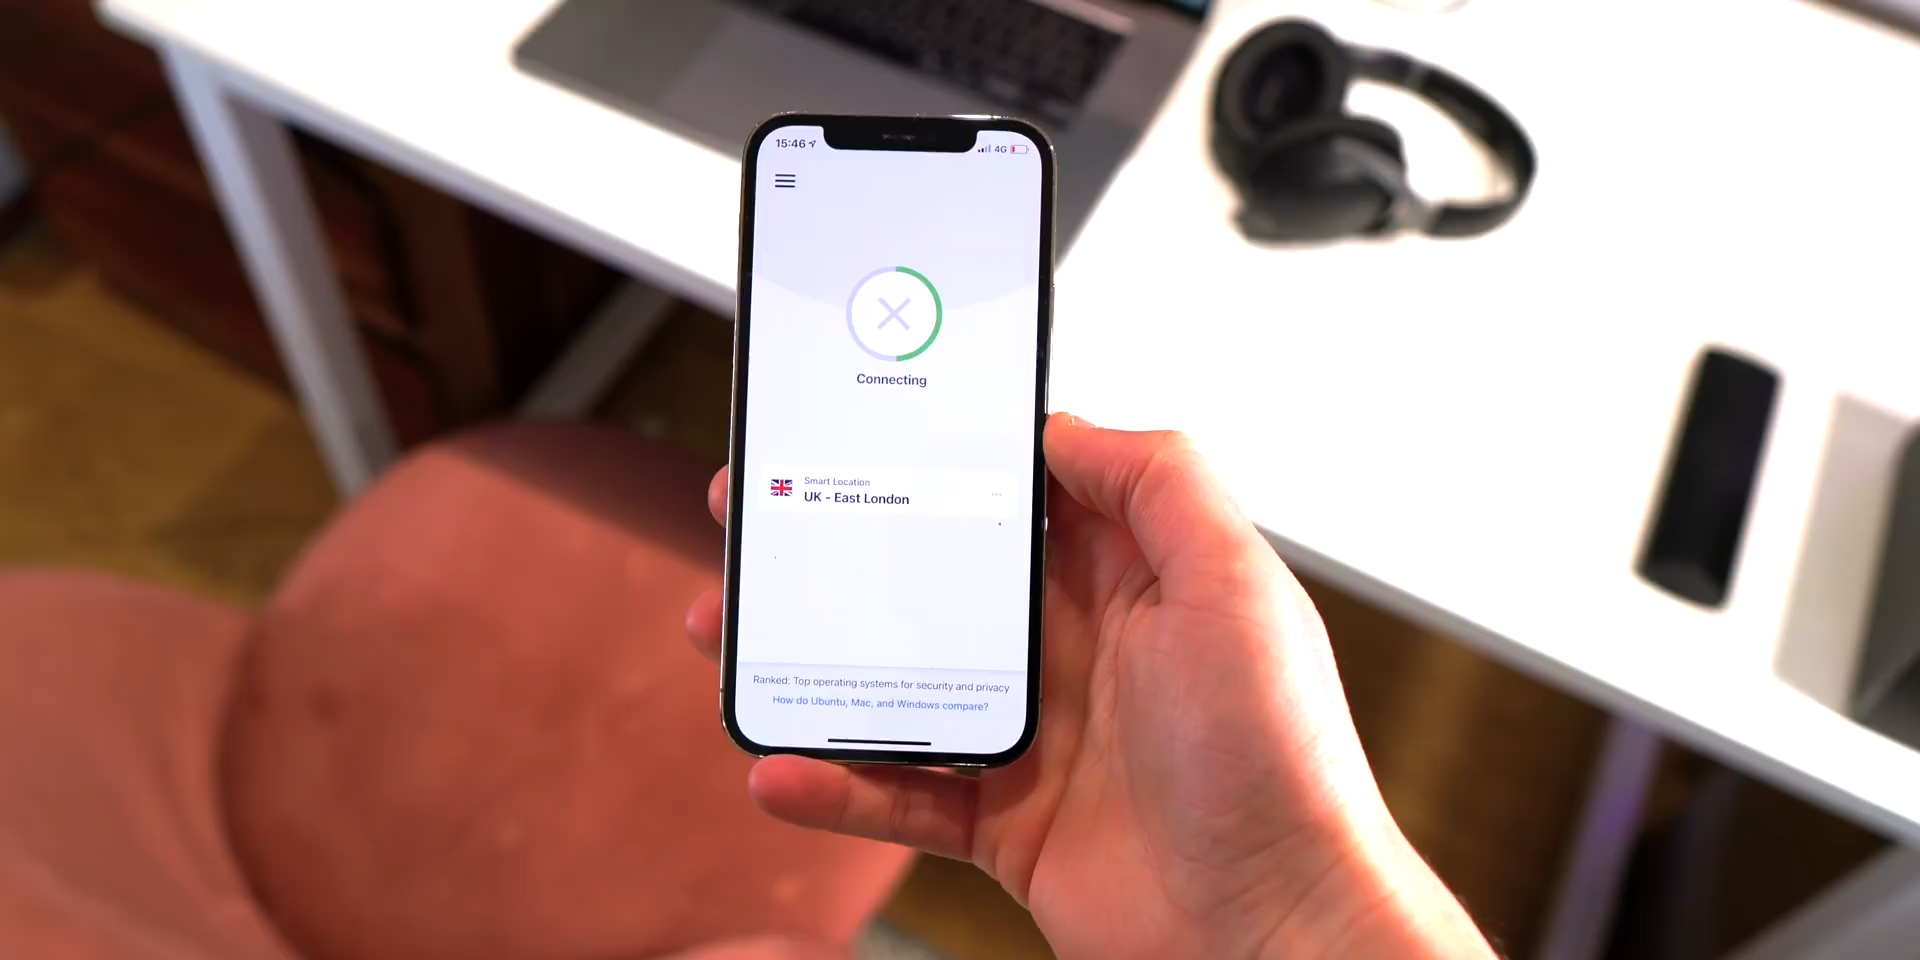 15:46
4G
Connecting
Smart Location
UK - East London
Ranked: Top operating systems for security and privacy
How do Ubuntu, Mac, and Windows compare?